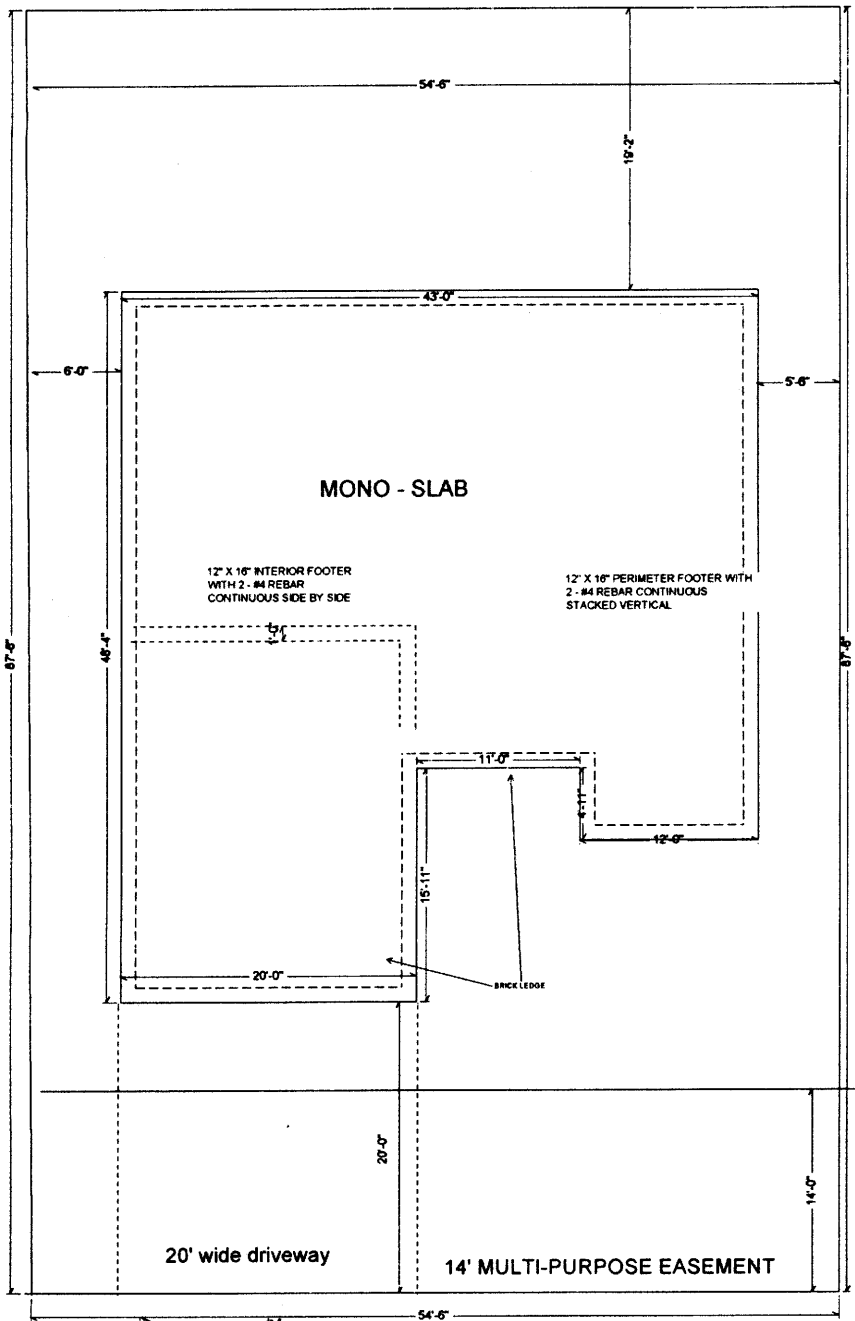 54'-6"
19'-2"
43'-0"
6'-0"
5'-6"
MONO - SLAB
12" X 16" INTERIOR FOOTER
WITH 2 - #4 REBAR
CONTINUOUS SIDE BY SIDE
12" X 16" PERIMETER FOOTER WITH
2 - #4 REBAR CONTINUOUS
STACKED VERTICAL
48'-4"
87'-6"
87'-6"
11'-0"
4'-11"
12'-0"
15'-11"
20'-0"
BRICK LEDGE
20'-0"
14'-0"
20' wide driveway
14' MULTI-PURPOSE EASEMENT
54'-6"